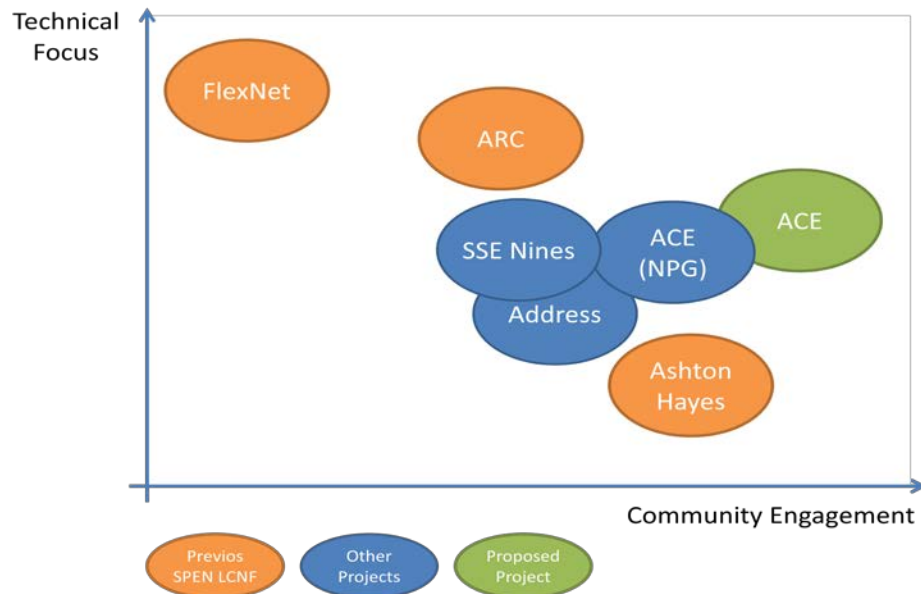 Technical
Focus
FlexNet
ARC
SSE Nines
ACE
(NPG)
ACE
Address
Ashton
Hayes
Community Engagement
Previos
SPEN LCNF
Other
Projects
Proposed
Project